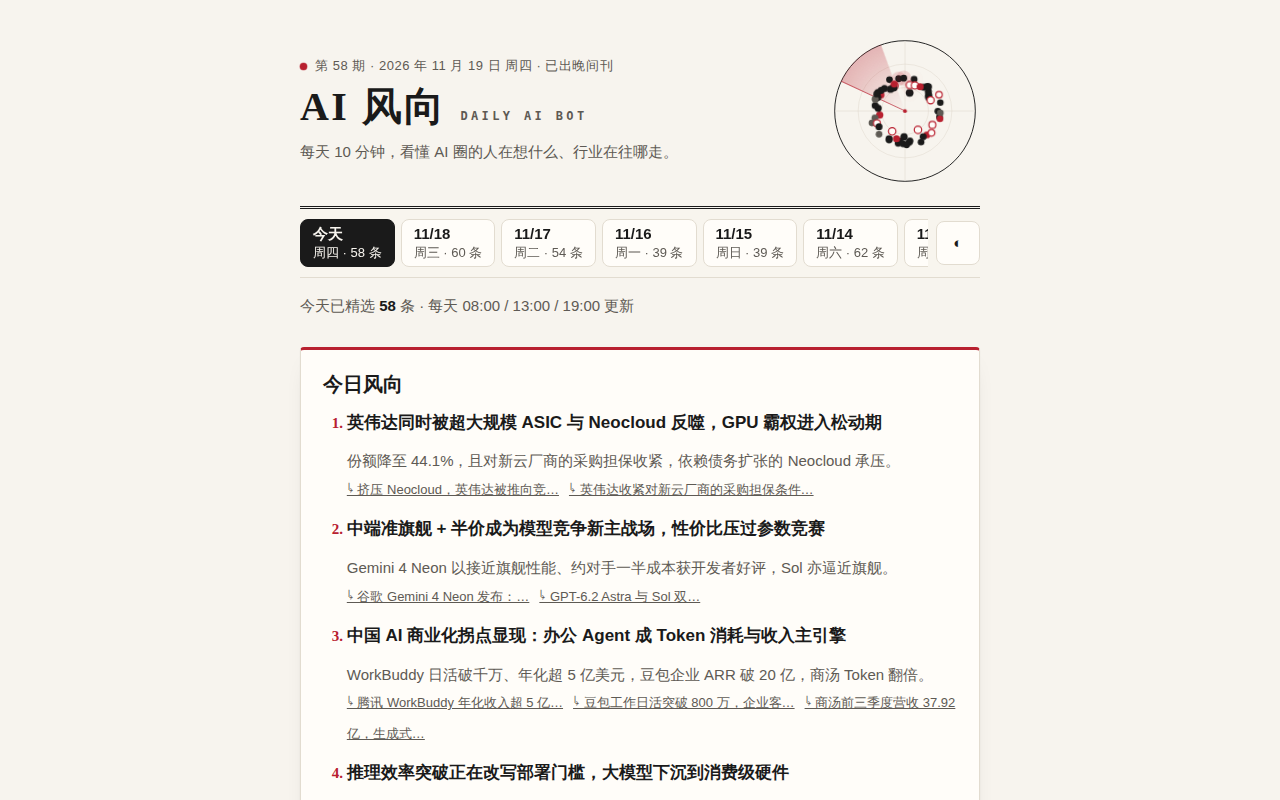 第 58 期 · 2026 年 11 月 19 日 周四 · 已出晚间刊
AI 风向 DAILY AI BOT
每天 10 分钟，看懂 AI 圈的人在想什么、行业在往哪走。
今天 11/18 11/17 11/16 11/15 11/14
周四 · 58 条 周三 · 60 条 周二 · 54 条 周一 · 39 条 周日 · 39 条 周六 · 62 条 周
今天已精选 58 条 · 每天 08:00 / 13:00 / 19:00 更新
今日风向
1. 英伟达同时被超大规模 ASIC 与 Neocloud 反噬，GPU 霸权进入松动期
份额降至 44.1%，且对新云厂商的采购担保收紧，依赖债务扩张的 Neocloud 承压。
↳ 挤压 Neocloud，英伟达被推向竞… ↳ 英伟达收紧对新云厂商的采购担保条件…
2. 中端准旗舰 + 半价成为模型竞争新主战场，性价比压过参数竞赛
Gemini 4 Neon 以接近旗舰性能、约对手一半成本获开发者好评，Sol 亦逼近旗舰。
↳ 谷歌 Gemini 4 Neon 发布：… ↳ GPT-6.2 Astra 与 Sol 双…
3. 中国 AI 商业化拐点显现：办公 Agent 成 Token 消耗与收入主引擎
WorkBuddy 日活破千万、年化超 5 亿美元，豆包企业 ARR 破 20 亿，商汤 Token 翻倍。
↳ 腾讯 WorkBuddy 年化收入超 5 亿… ↳ 豆包工作日活突破 800 万，企业客… ↳ 商汤前三季度营收 37.92
亿，生成式…
4. 推理效率突破正在改写部署门槛，大模型下沉到消费级硬件